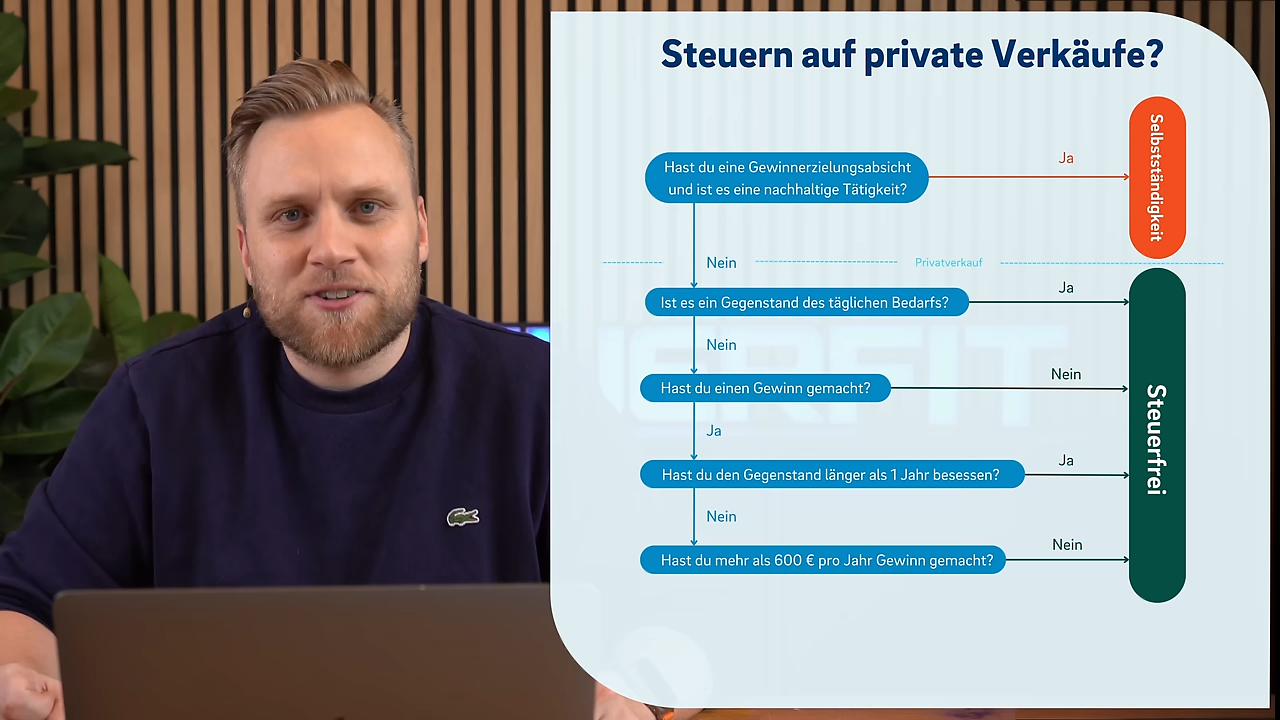 Steuern auf private Verkäufe?
Hast du eine Gewinnerzielungsabsicht
und ist es eine nachhaltige Tätigkeit?
Ja
Selbstständigkeit
Nein
Privatverkauf
Ist es ein Gegenstand des täglichen Bedarfs?
Ja
Nein
Hast du einen Gewinn gemacht?
Nein
Ja
Hast du den Gegenstand länger als 1 Jahr besessen?
Ja
Nein
Hast du mehr als 600 € pro Jahr Gewinn gemacht?
Nein
Steuerfrei